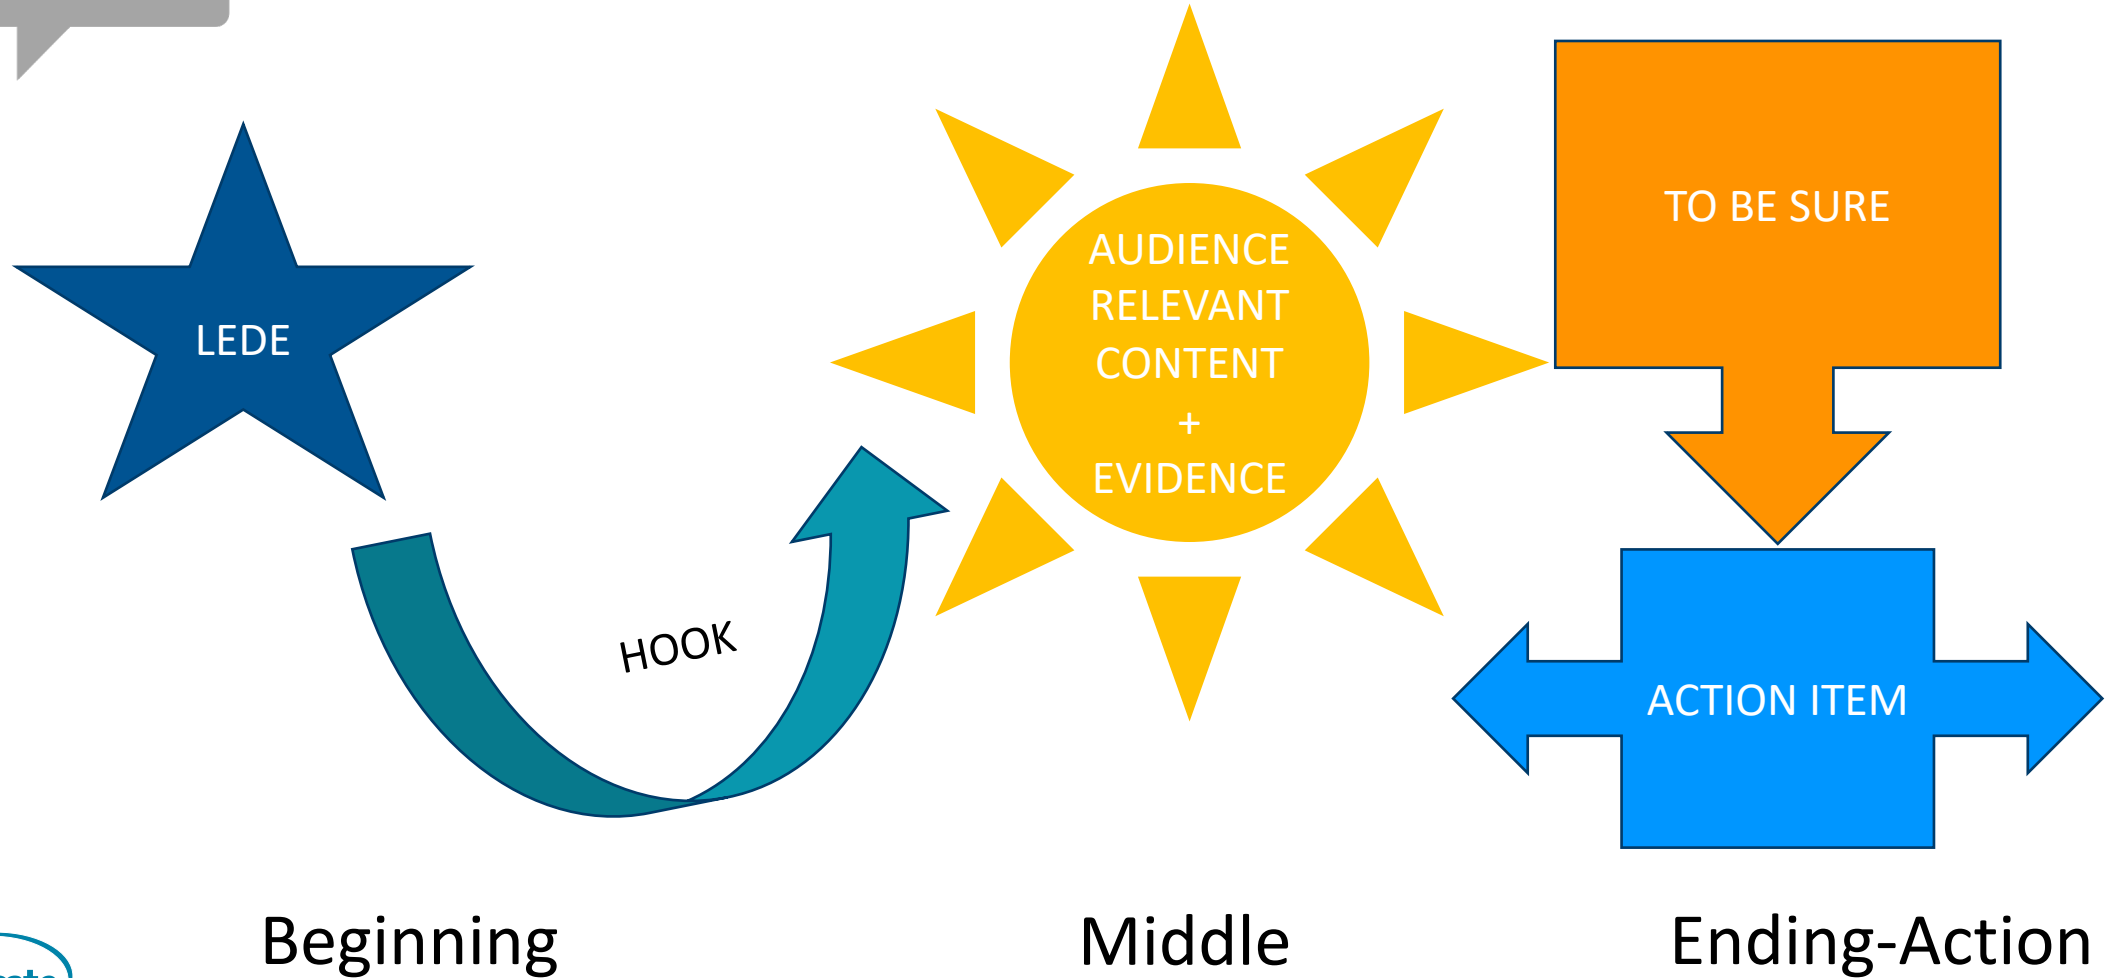 LEDE
HOOK
AUDIENCE
RELEVANT
CONTENT
+
EVIDENCE
TO BE SURE
ACTION ITEM
Beginning
Middle
Ending-Action